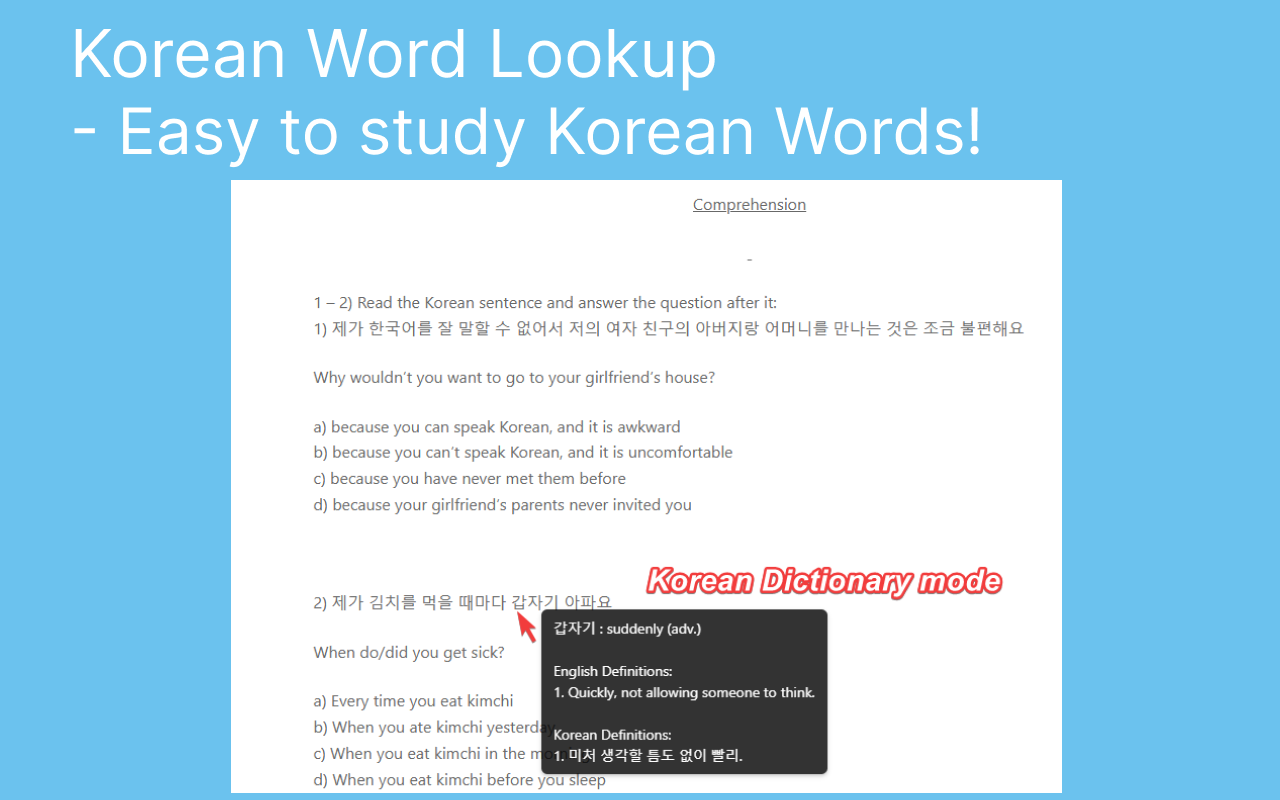 Korean Word Lookup
- Easy to study Korean Words!
Comprehension
-
1 – 2) Read the Korean sentence and answer the question after it:
1) 제가 한국어를 잘 말할 수 없어서 저의 여자 친구의 아버지랑 어머니를 만나는 것은 조금 불편해요
Why wouldn’t you want to go to your girlfriend’s house?
a) because you can speak Korean, and it is awkward
b) because you can’t speak Korean, and it is uncomfortable
c) because you have never met them before
d) because your girlfriend’s parents never invited you
Korean Dictionary mode
2) 제가 김치를 먹을 때마다 갑자기 아파요
갑자기 : suddenly (adv.)
English Definitions:
1. Quickly, not allowing someone to think.
Korean Definitions:
1. 미처 생각할 틈도 없이 빨리.
When do/did you get sick?
a) Every time you eat kimchi
b) When you ate kimchi yesterday
c) When you eat kimchi in the
d) When you eat kimchi before you sleep